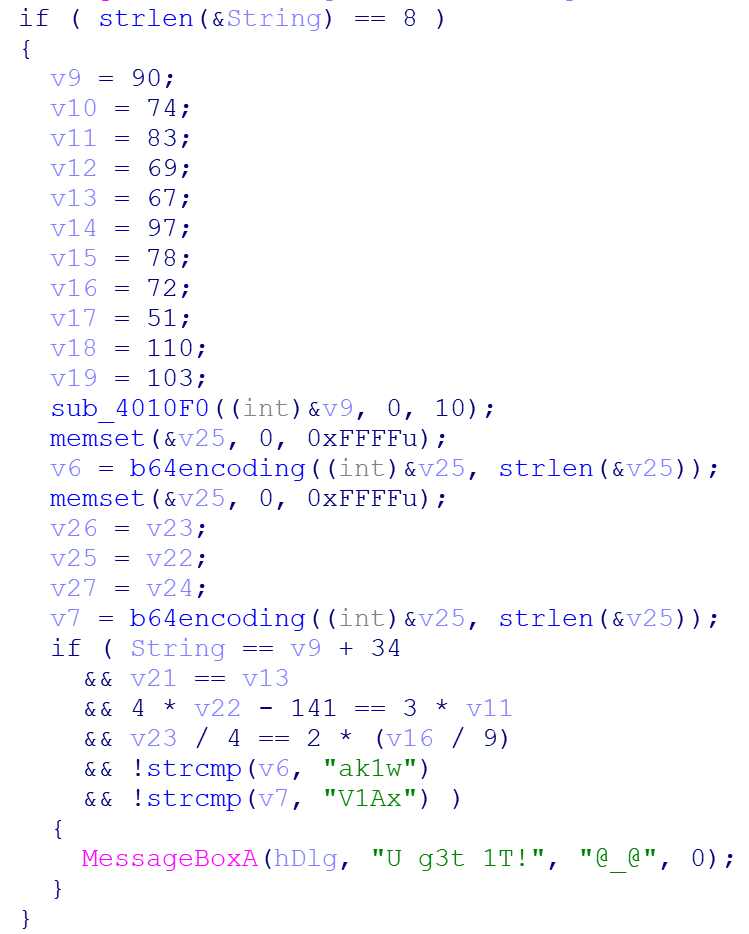 if ( strlen(&String) == 8 )
{
v9 = 90;
v10 = 74;
v11 = 83;
v12 = 69;
v13 = 67;
v14 = 97;
v15 = 78;
v16 = 72;
v17 = 51;
v18 = 110;
v19 = 103;
sub_4010F0((int)&v9, 0, 10);
memset(&v25, 0, 0xFFFFu);
v6 = b64encoding((int)&v25, strlen(&v25));
memset(&v25, 0, 0xFFFFu);
v26 = v23;
v25 = v22;
v27 = v24;
v7 = b64encoding((int)&v25, strlen(&v25));
if ( String == v9 + 34
&& v21 == v13
&& 4 * v22 - 141 == 3 * v11
&& v23 / 4 == 2 * (v16 / 9)
&& !strcmp(v6, "ak1w")
&& !strcmp(v7, "V1Ax") )
{
MessageBoxA(hDlg, "U g3t 1T!", "@_@", 0);
}
}